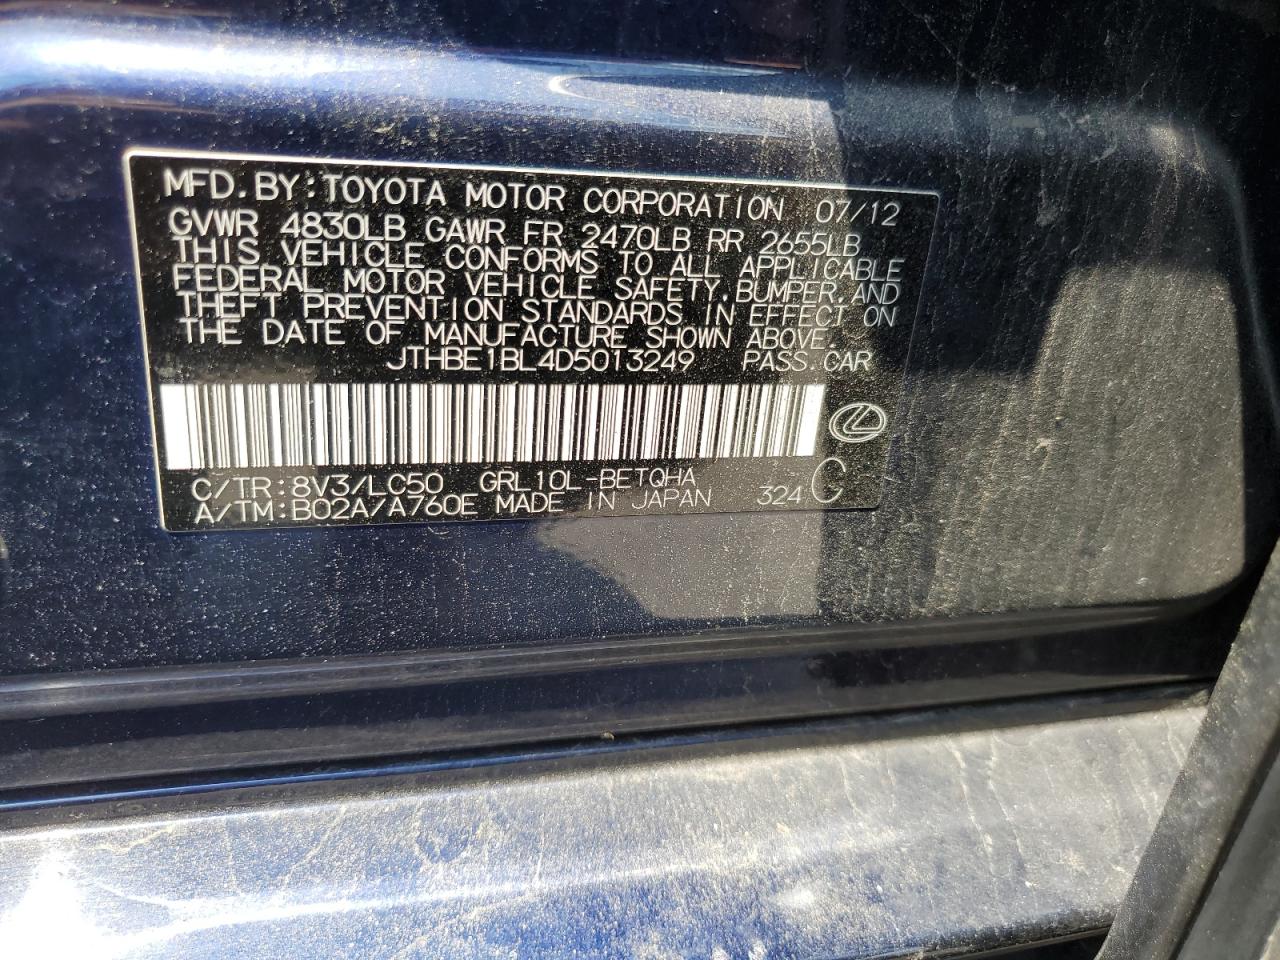 MFD.BY:TOYOTA MOTOR CORPORATION 07/12
GVWR 4830LB GAWR FR 2470LB RR 2655LB
THIS VEHICLE CONFORMS TO ALL APPLICABLE
FEDERAL MOTOR VEHICLE SAFETY,BUMPER,AND
THEFT PREVENTION STANDARDS IN EFFECT ON
THE DATE OF MANUFACTURE SHOWN ABOVE.
JTHBE1BL4D5013249 PASS.CAR
C/TR:8V3/LC50 GRL10L-BETQHA
A/TM:B02A/A760E MADE IN JAPAN 324 C